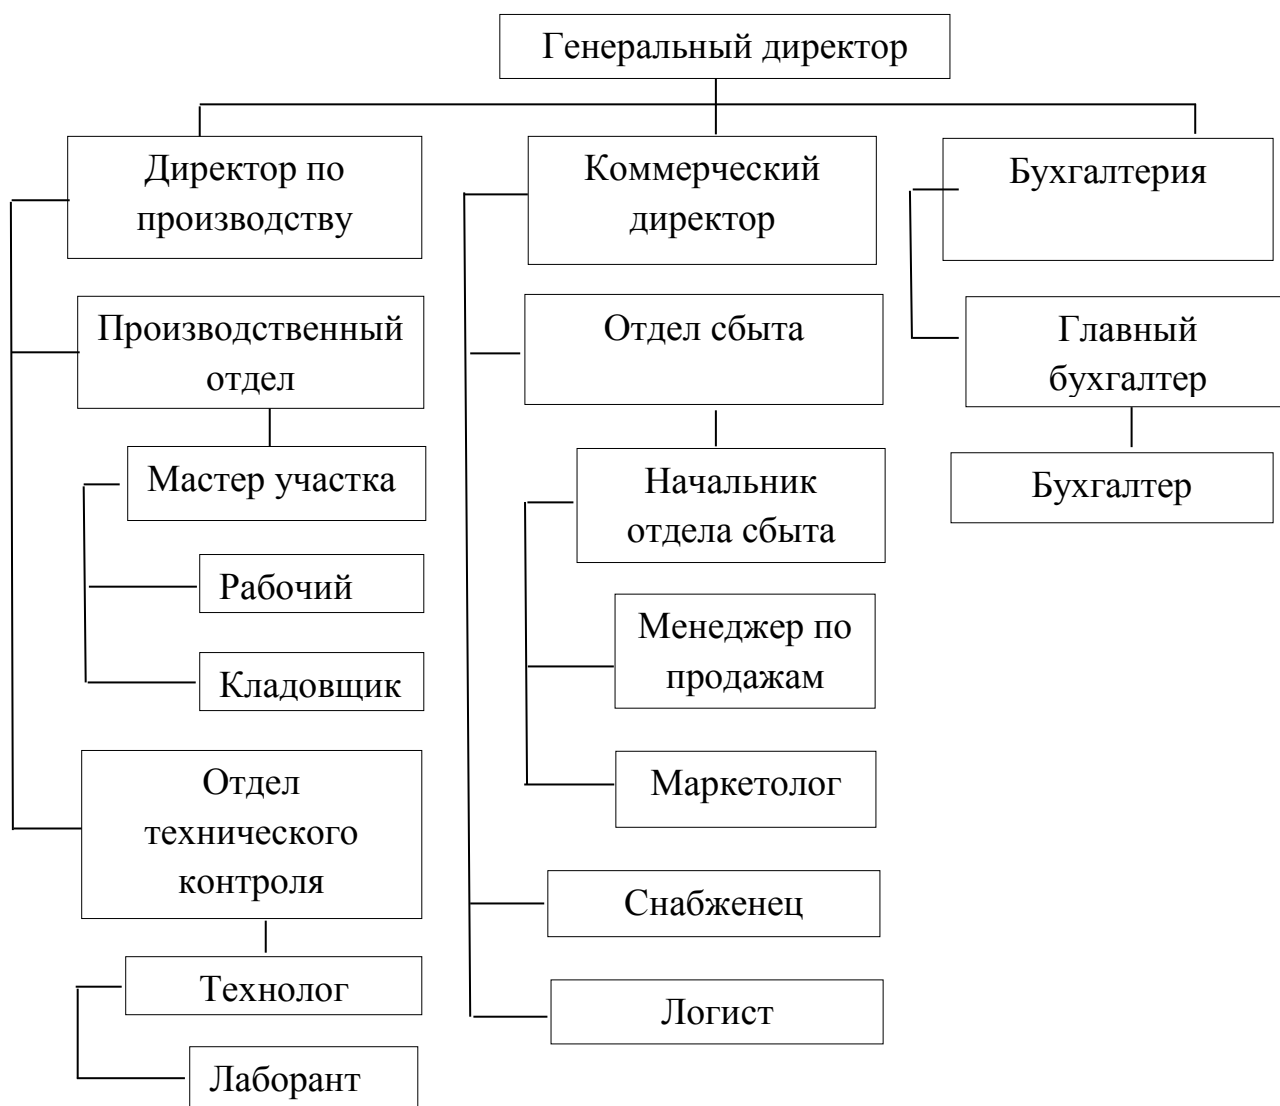 Генеральный директор
Директор по
производству
Коммерческий
директор
Бухгалтерия
Производственный
отдел
Отдел сбыта
Главный
бухгалтер
Мастер участка
Начальник
отдела сбыта
Бухгалтер
Рабочий
Менеджер по
продажам
Кладовщик
Отдел
технического
контроля
Маркетолог
Снабженец
Технолог
Логист
Лаборант